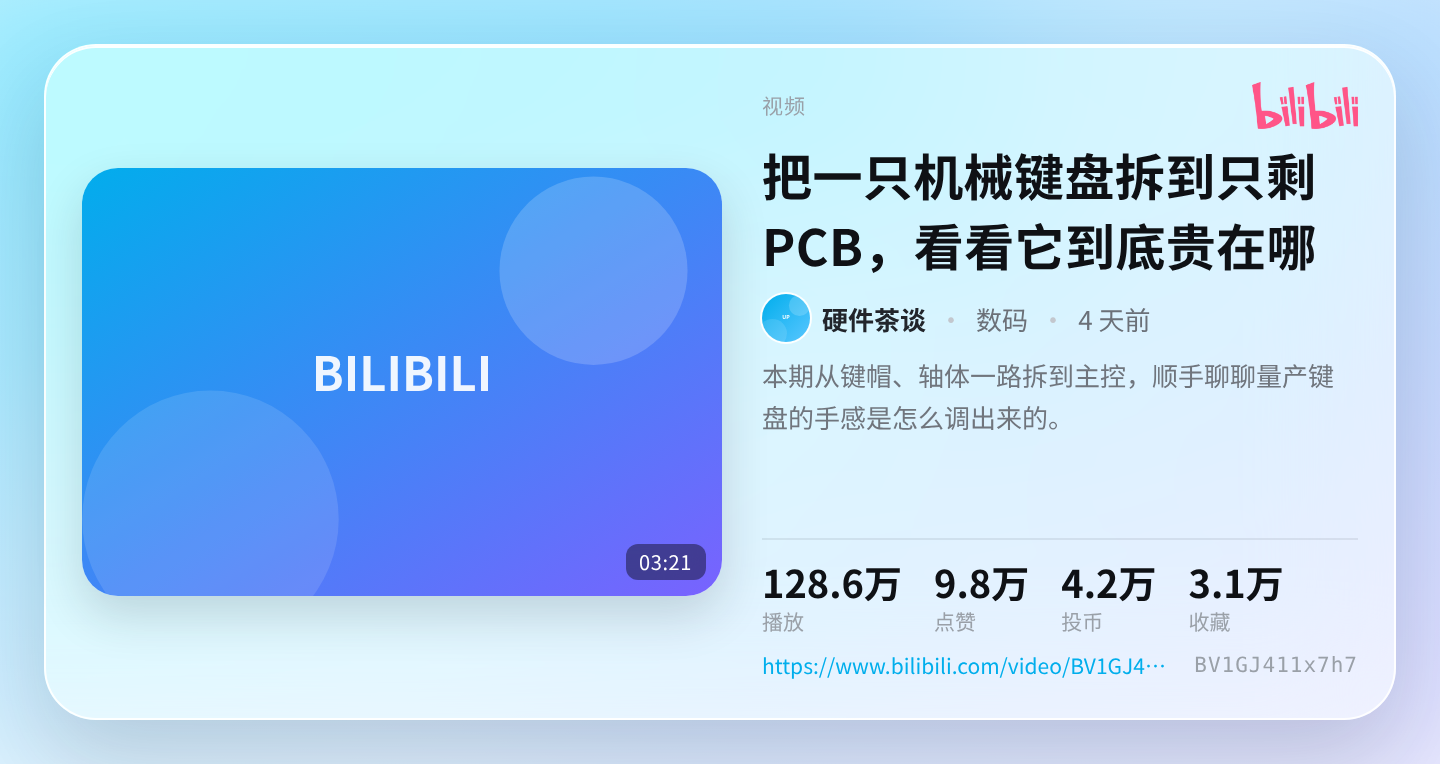 BILIBILI
03:21
视频
bilibili
把一只机械键盘拆到只剩
PCB，看看它到底贵在哪
UP
硬件茶谈 • 数码 • 4 天前
本期从键帽、轴体一路拆到主控，顺手聊聊量产键
盘的手感是怎么调出来的。
128.6万 9.8万 4.2万 3.1万
播放 点赞 投币 收藏
https://www.bilibili.com/video/BV1GJ4… BV1GJ411x7h7